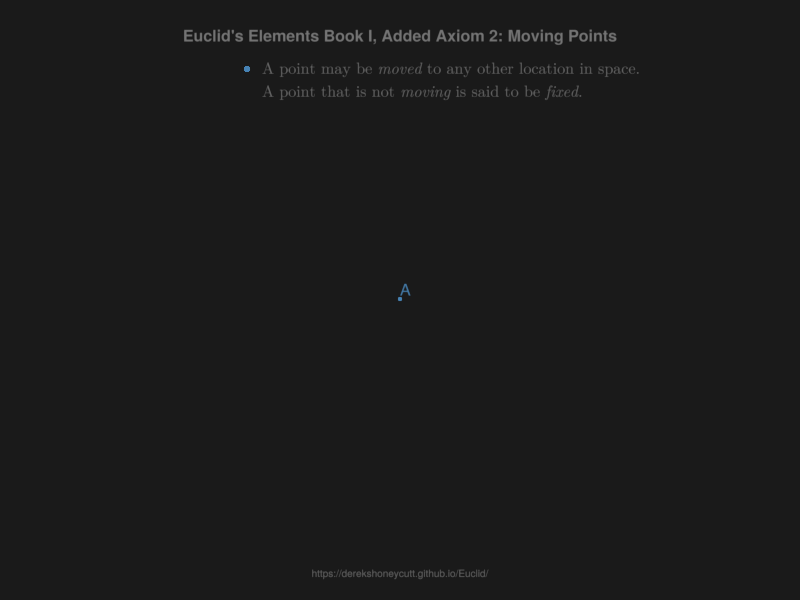 Euclid's Elements Book I, Added Axiom 2: Moving Points
A point may be moved to any other location in space.
A point that is not moving is said to be fixed.
A
https://derekshoneycutt.github.io/Euclid/